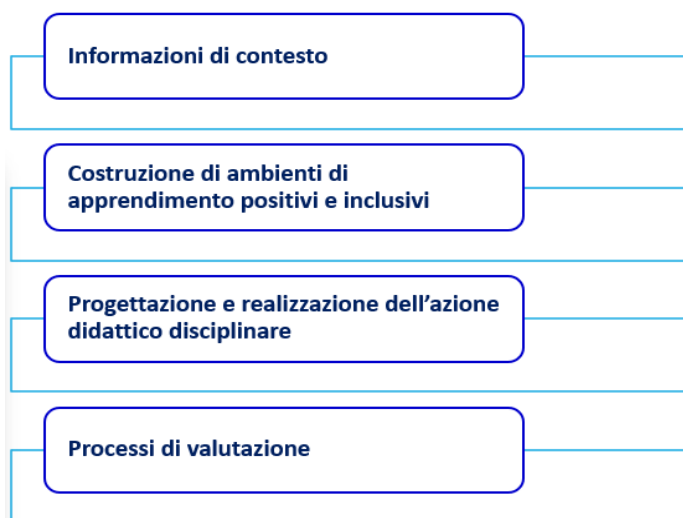 Informazioni di contesto
Costruzione di ambienti di
apprendimento positivi e inclusivi
Progettazione e realizzazione dell’azione
didattico disciplinare
Processi di valutazione